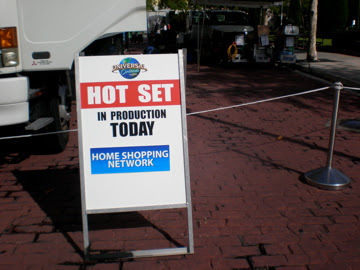 UNIVERSAL
HOT SET
IN PRODUCTION
TODAY
HOME SHOPPING
NETWORK